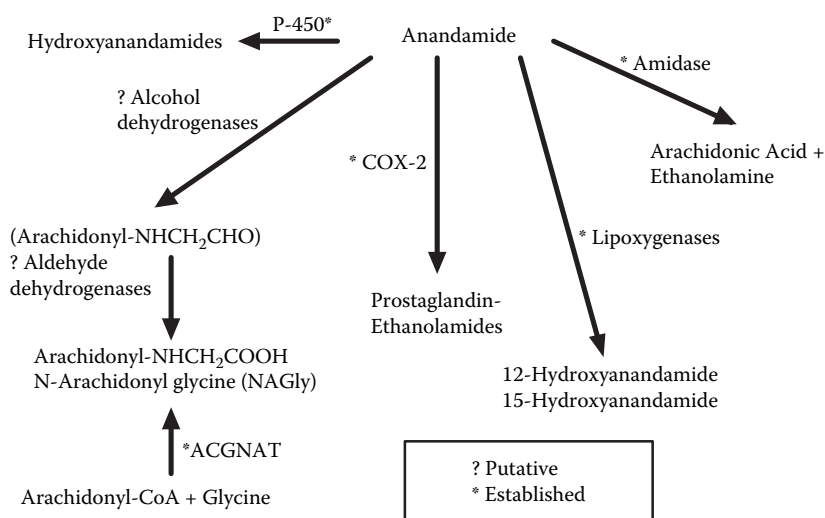 P-450*
Hydroxyanandamides
Anandamide
* Amidase
? Alcohol
dehydrogenases
Arachidonic Acid +
Ethanolamine
* COX-2
(Arachidonyl-NHCH₂CHO)
? Aldehyde
dehydrogenases
* Lipoxygenases
Prostaglandin-
Ethanolamides
Arachidonyl-NHCH₂COOH
N-Arachidonyl glycine (NAGly)
12-Hydroxyanandamide
15-Hydroxyanandamide
*ACGNAT
Arachidonyl-CoA + Glycine
? Putative
* Established